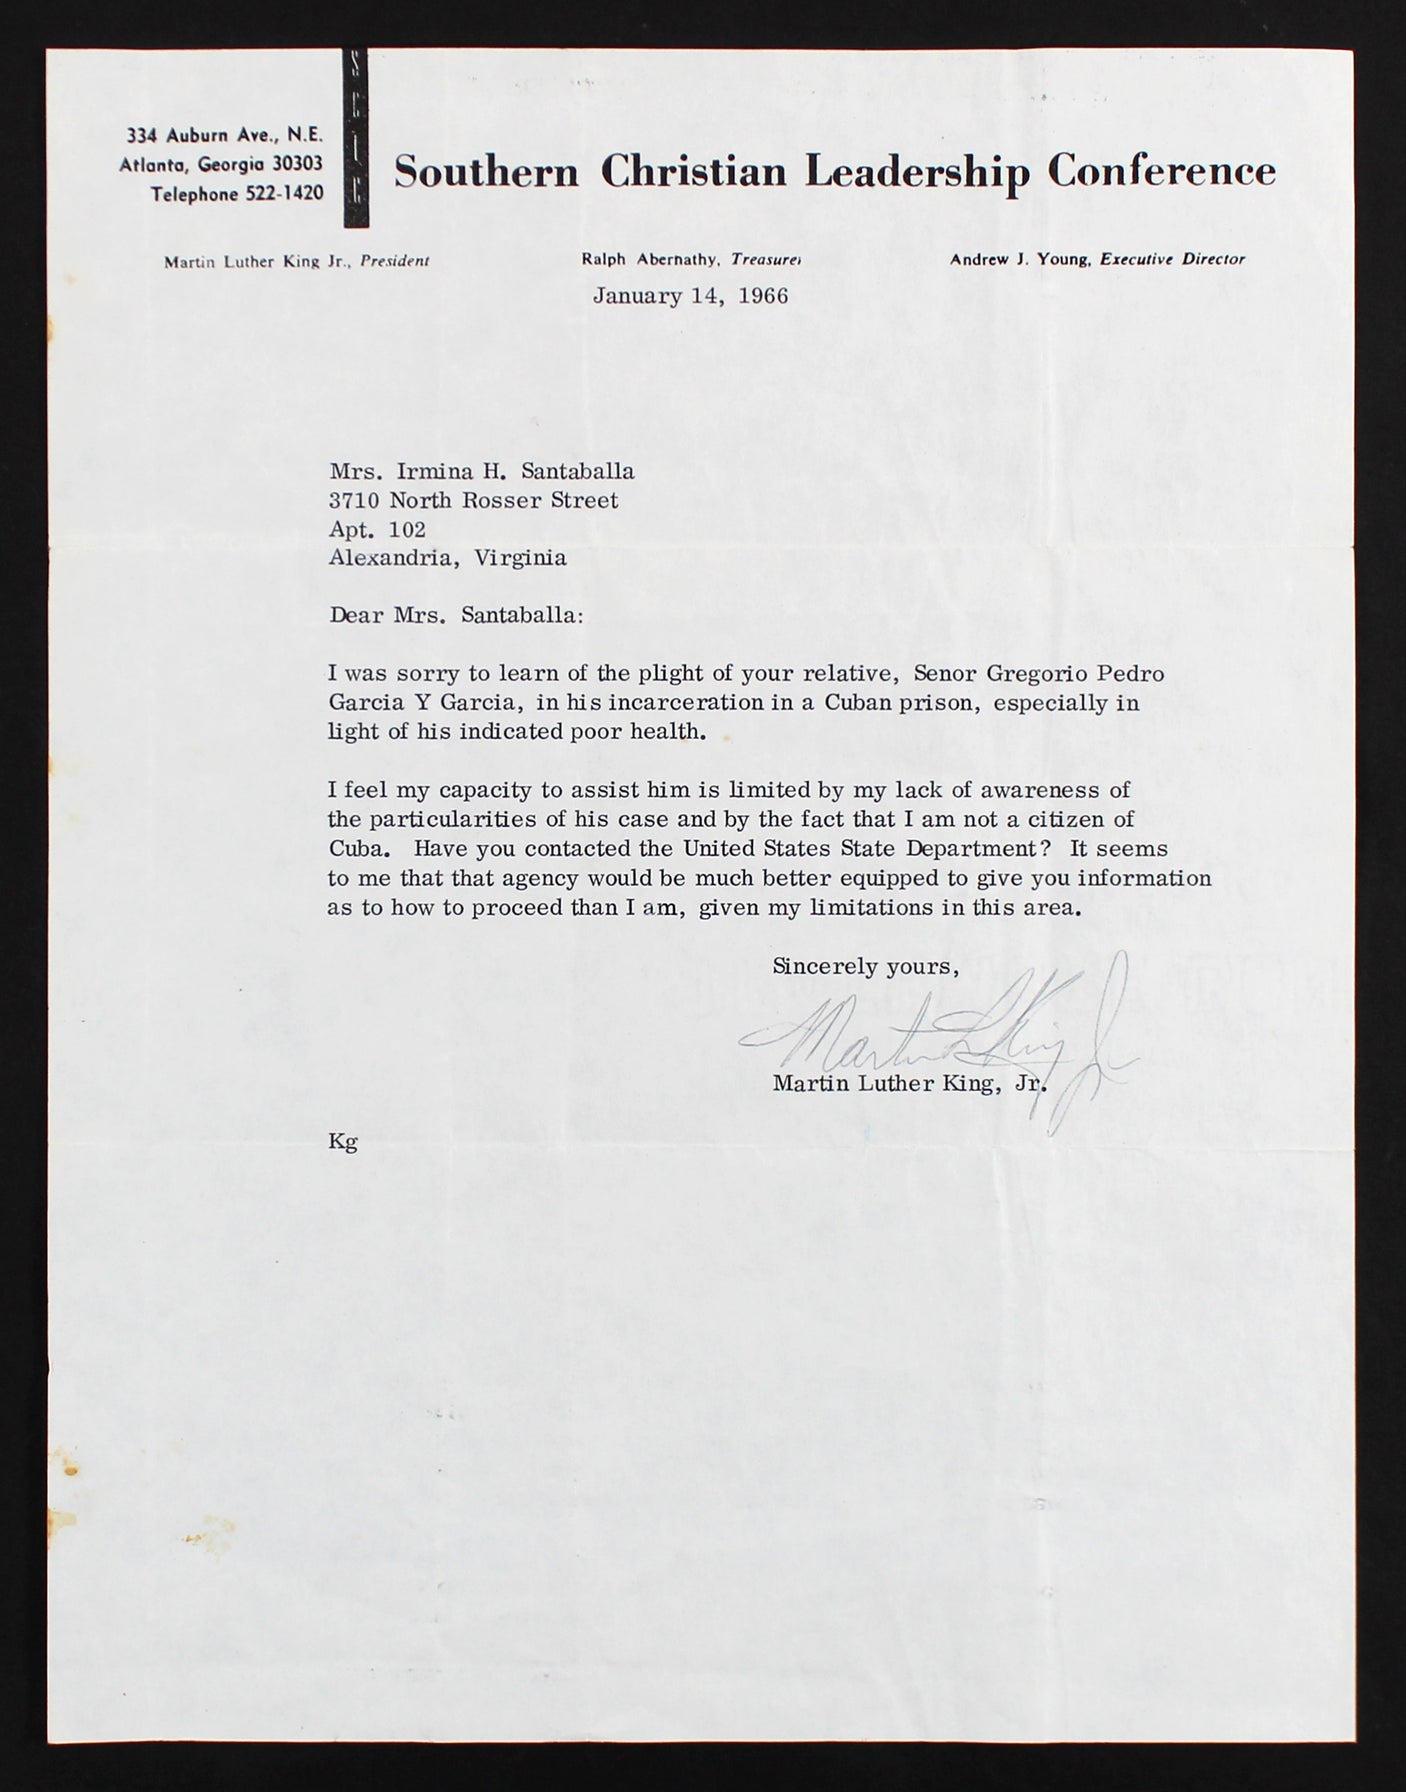 SCLC
334 Auburn Ave., N.E.
Atlanta, Georgia 30303
Telephone 522-1420
Southern Christian Leadership Conference
Martin Luther King Jr., President
Ralph Abernathy, Treasurer
Andrew J. Young, Executive Director
January 14, 1966
Mrs. Irmina H. Santaballa
3710 North Rosser Street
Apt. 102
Alexandria, Virginia
Dear Mrs. Santaballa:
I was sorry to learn of the plight of your relative, Senor Gregorio Pedro
Garcia Y Garcia, in his incarceration in a Cuban prison, especially in
light of his indicated poor health.
I feel my capacity to assist him is limited by my lack of awareness of
the particularities of his case and by the fact that I am not a citizen of
Cuba. Have you contacted the United States State Department? It seems
to me that that agency would be much better equipped to give you information
as to how to proceed than I am, given my limitations in this area.
Sincerely yours,
Martin L King Jr
Martin Luther King, Jr.
Kg